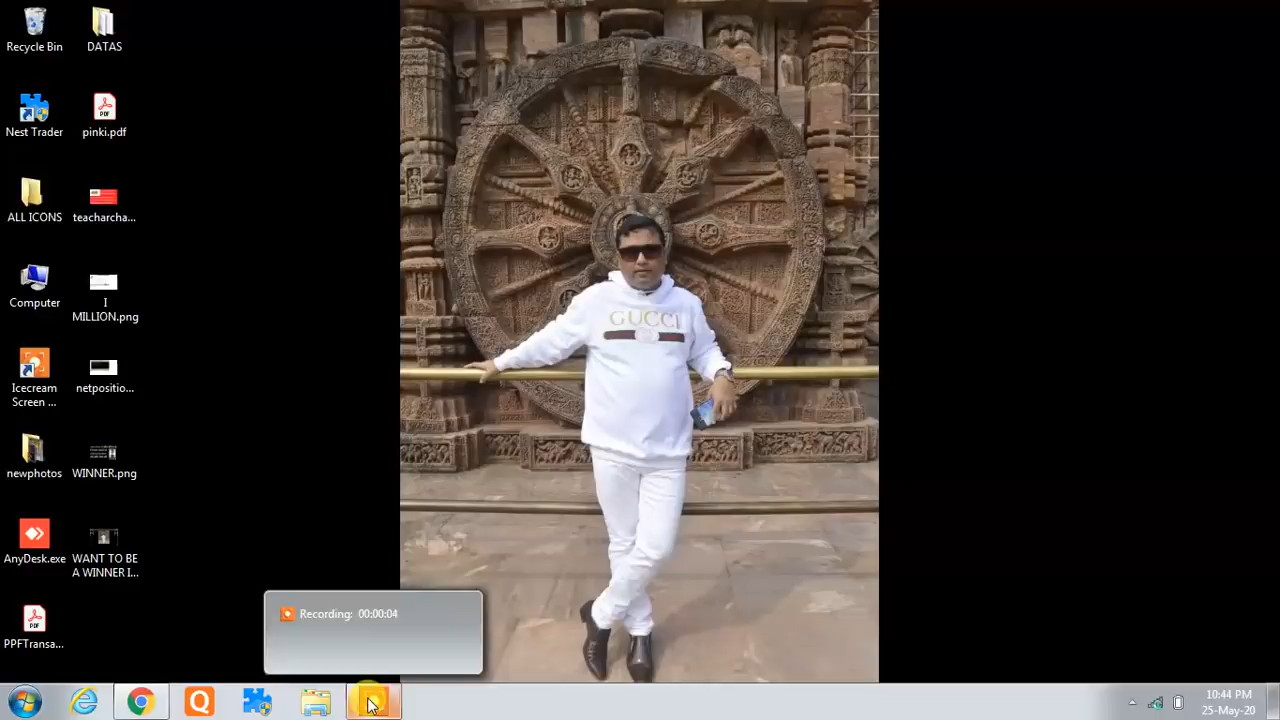 Recycle Bin
DATAS
Nest Trader
pinki.pdf
ALL ICONS
teacharcha...
Computer
I
MILLION.png
Icecream
Screen ...
netpositio...
newphotos
WINNER.png
AnyDesk.exe
WANT TO BE
A WINNER I...
PPFTransa...
GUCCI
Recording: 00:00:04
10:44 PM
25-May-20